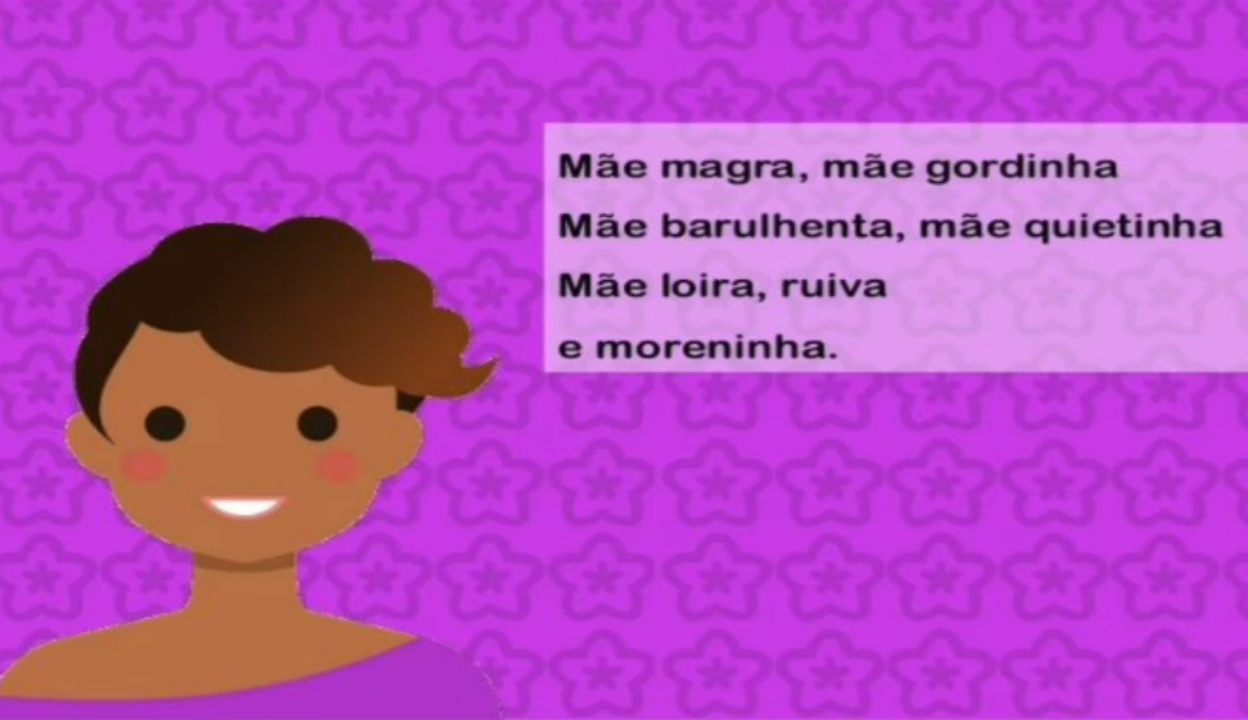 Mãe magra, mãe gordinha
Mãe barulhenta, mãe quietinha
Mãe loira, ruiva
e moreninha.